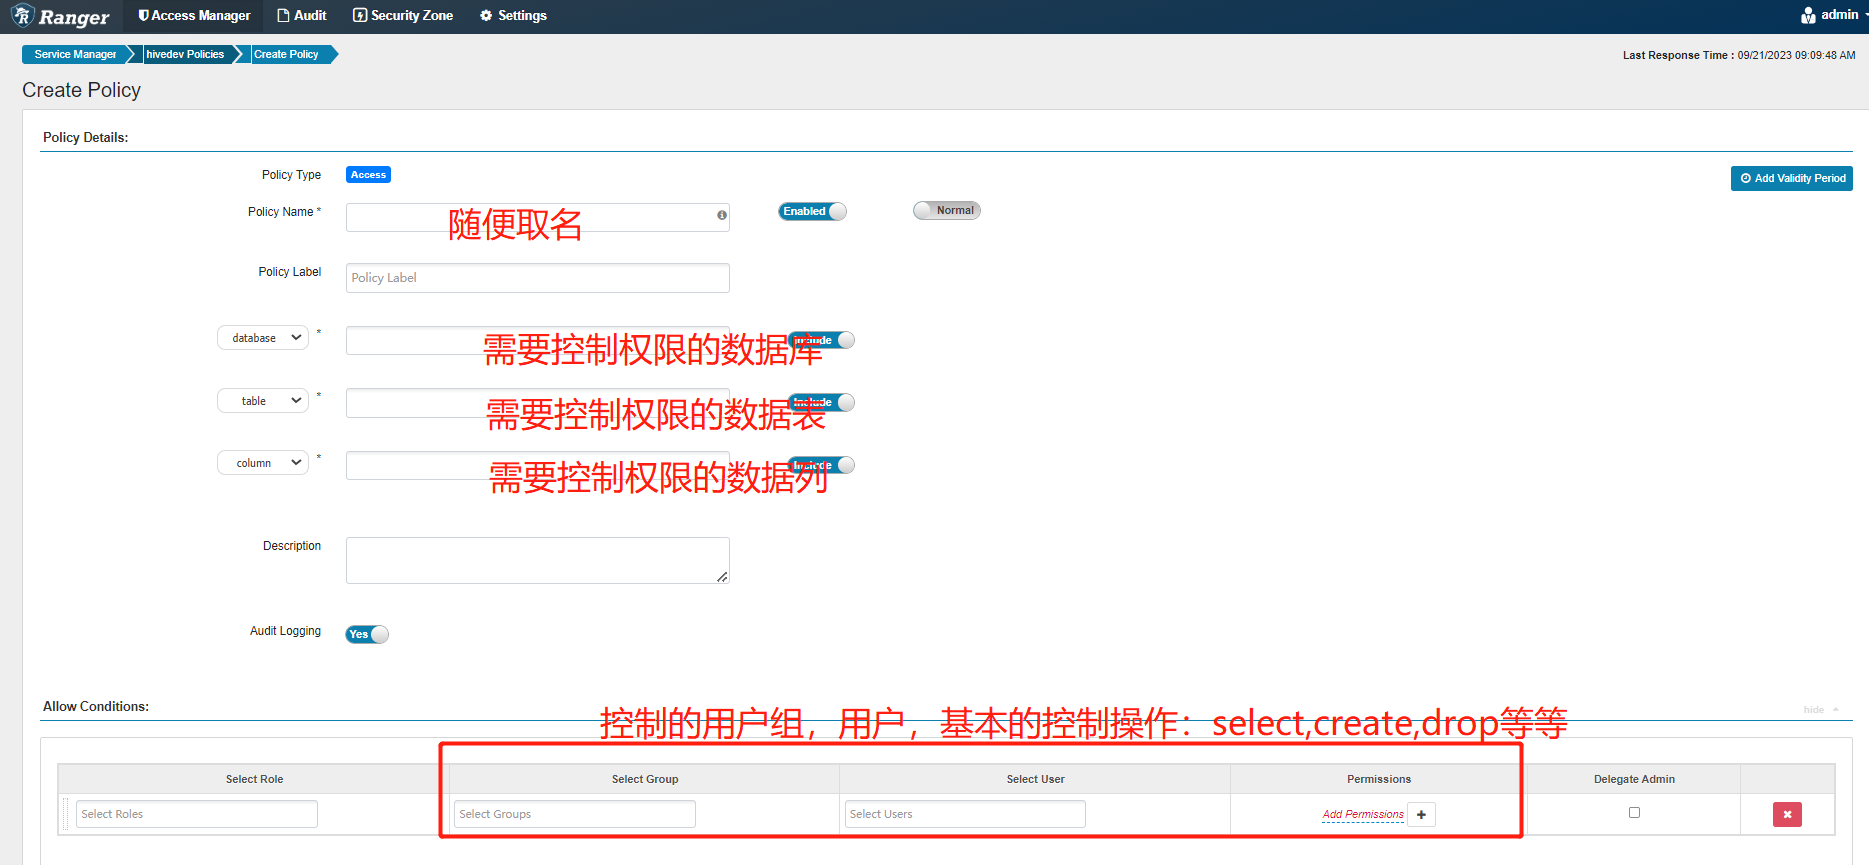 Ranger Access Manager Audit Security Zone Settings admin
Service Manager hivedev Policies Create Policy Last Response Time : 09/21/2023 09:09:48 AM
Create Policy
Policy Details:
Policy Type Access Add Validity Period
Policy Name * 随便取名 Enabled Normal
Policy Label Policy Label
database * 需要控制权限的数据库 Include
table * 需要控制权限的数据表 Include
column * 需要控制权限的数据列 Include
Description
Audit Logging Yes
Allow Conditions:
控制的用户组，用户，基本的控制操作：select,create,drop等等 hide
Select Role Select Group Select User Permissions Delegate Admin
Select Roles Select Groups Select Users Add Permissions